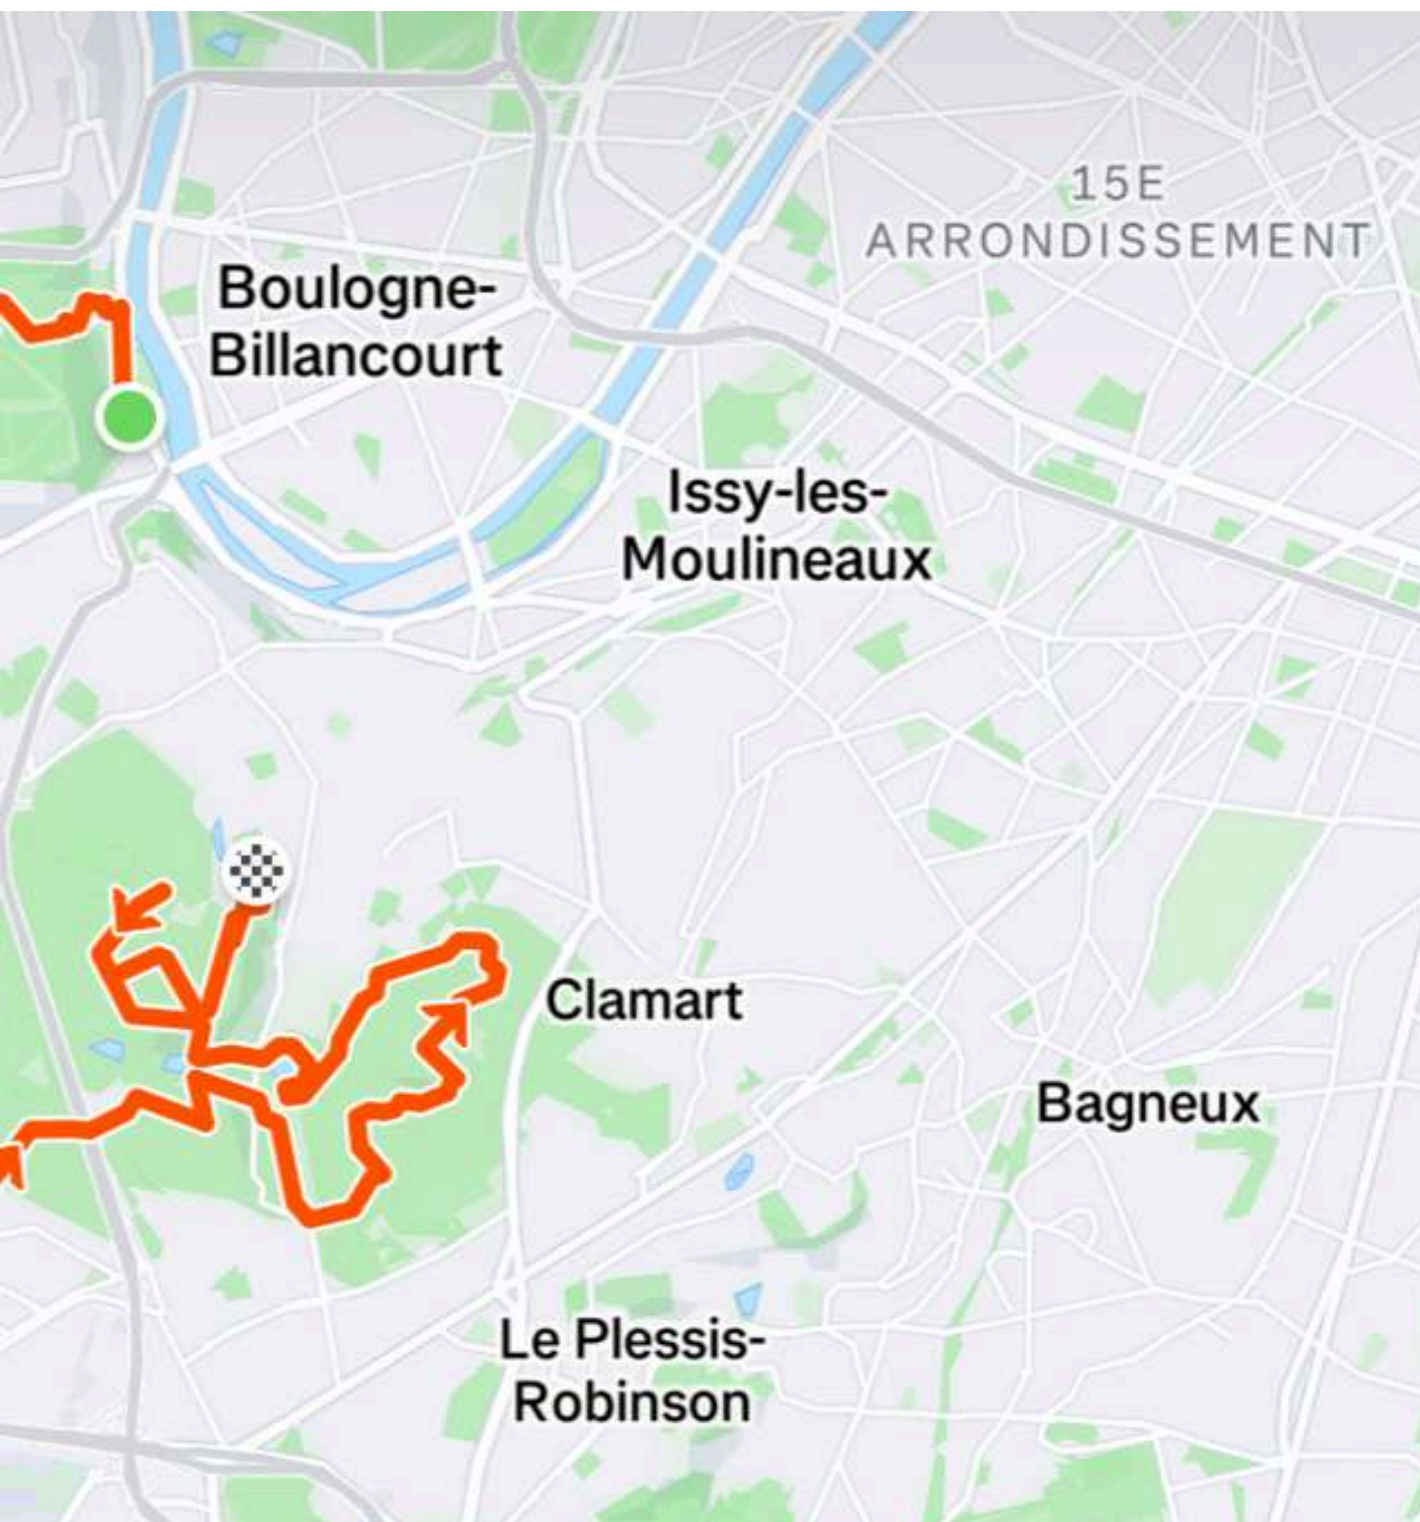 15E
ARRONDISSEMENT
Boulogne-
Billancourt
Issy-les-
Moulineaux
Clamart
Bagneux
Le Plessis-
Robinson